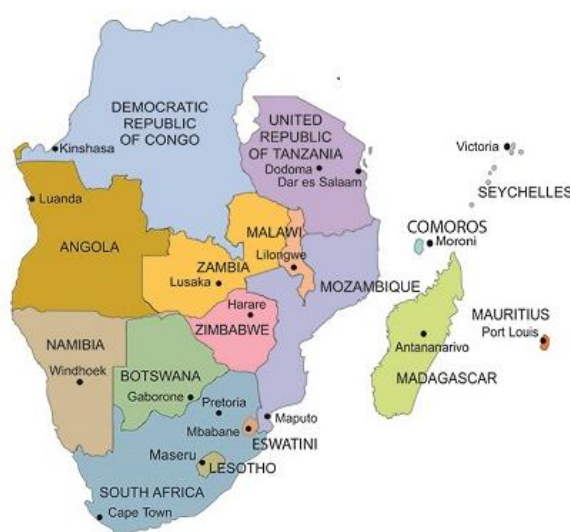 DEMOCRATIC
REPUBLIC
OF CONGO
Kinshasa
UNITED
REPUBLIC
OF TANZANIA
Dodoma
Dar es Salaam
Victoria
SEYCHELLES
Luanda
ANGOLA
MALAWI
Lilongwe
COMOROS
Moroni
ZAMBIA
Lusaka
MOZAMBIQUE
Harare
ZIMBABWE
MAURITIUS
Port Louis
NAMIBIA
Windhoek
Antananarivo
MADAGASCAR
BOTSWANA
Gaborone
Pretoria
Maputo
Mbabane
ESWATINI
Maseru
LESOTHO
SOUTH AFRICA
Cape Town